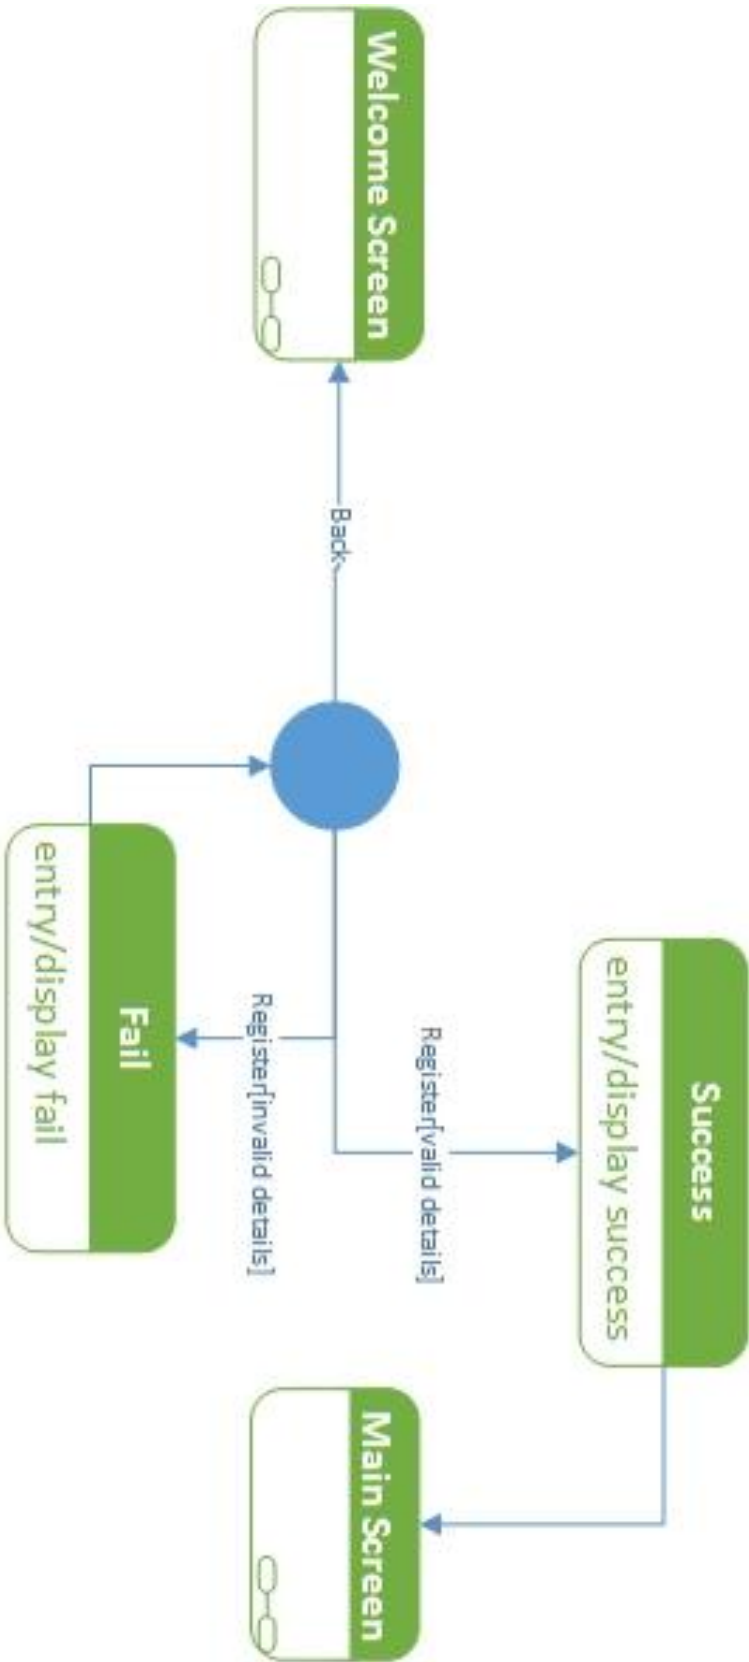 Success
entry/display success
Register[valid details]
Welcome Screen
Back
Main Screen
Register[invalid details]
Fail
entry/display fail